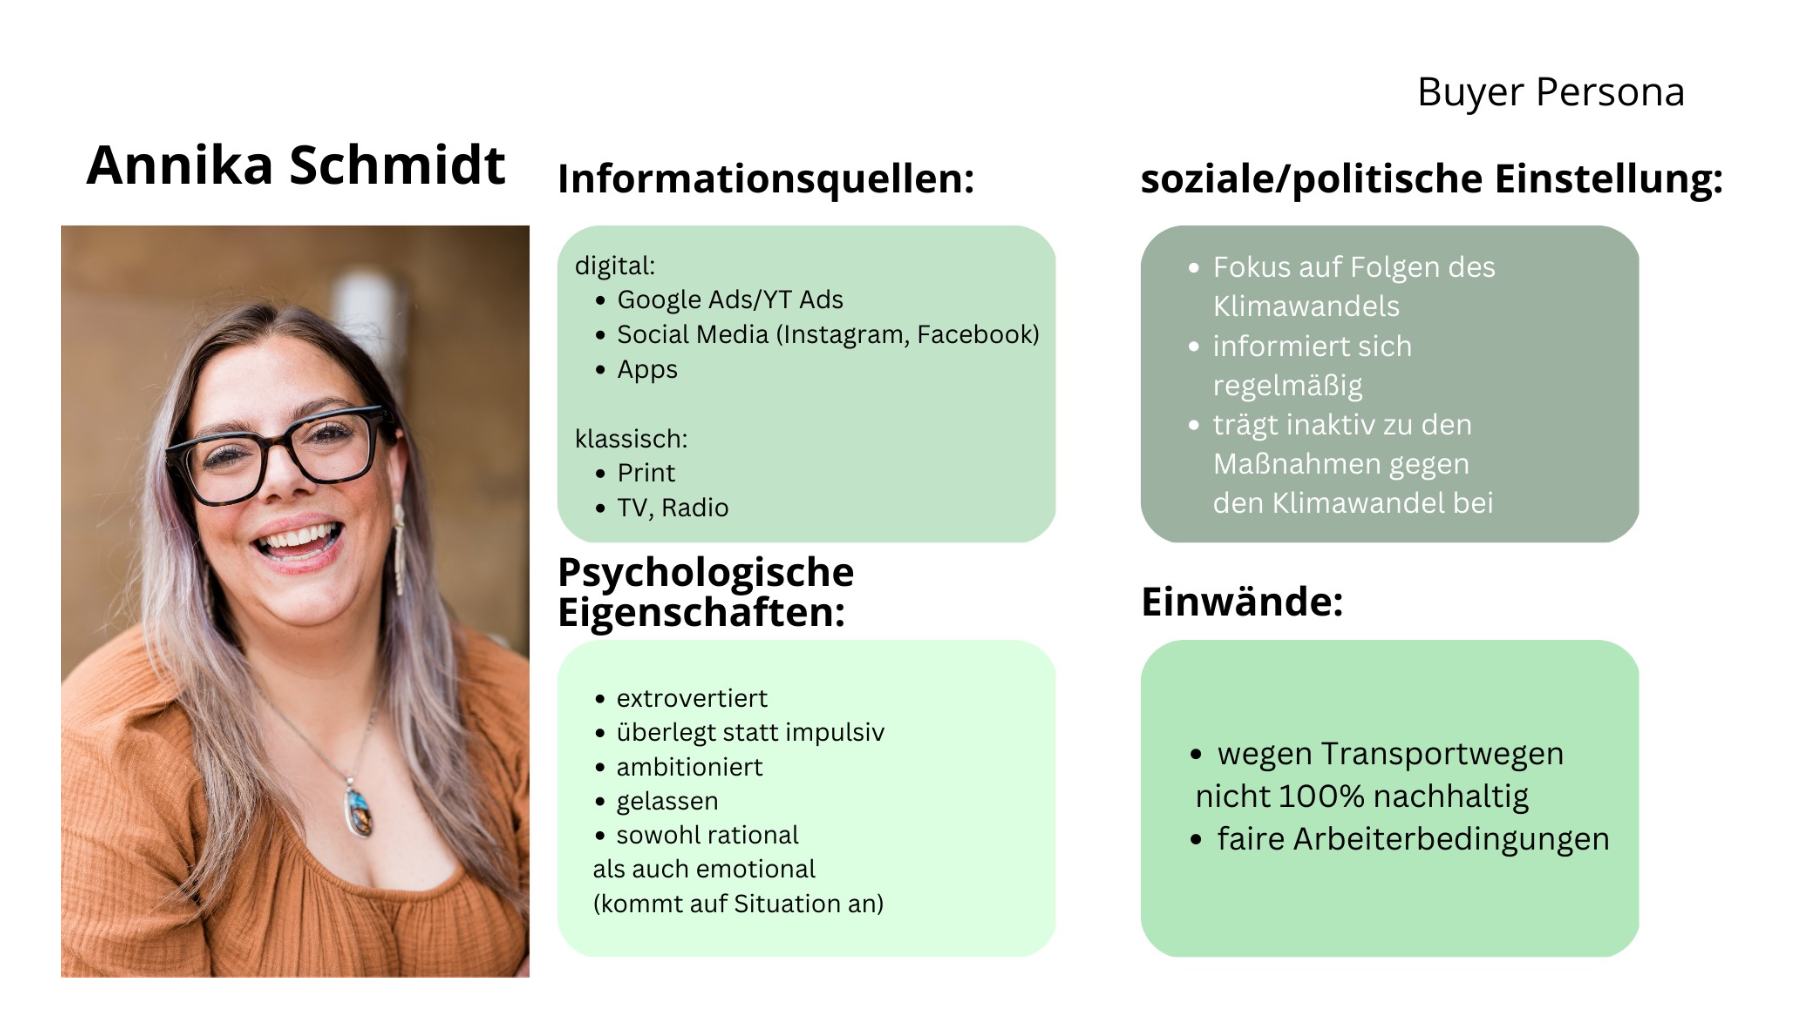 Buyer Persona
Annika Schmidt
Informationsquellen:
digital:
• Google Ads/YT Ads
• Social Media (Instagram, Facebook)
• Apps
klassisch:
• Print
• TV, Radio
soziale/politische Einstellung:
• Fokus auf Folgen des
Klimawandels
• informiert sich
regelmäßig
• trägt inaktiv zu den
Maßnahmen gegen
den Klimawandel bei
Psychologische
Eigenschaften:
• extrovertiert
• überlegt statt impulsiv
• ambitioniert
• gelassen
• sowohl rational
als auch emotional
(kommt auf Situation an)
Einwände:
• wegen Transportwegen
nicht 100% nachhaltig
• faire Arbeiterbedingungen